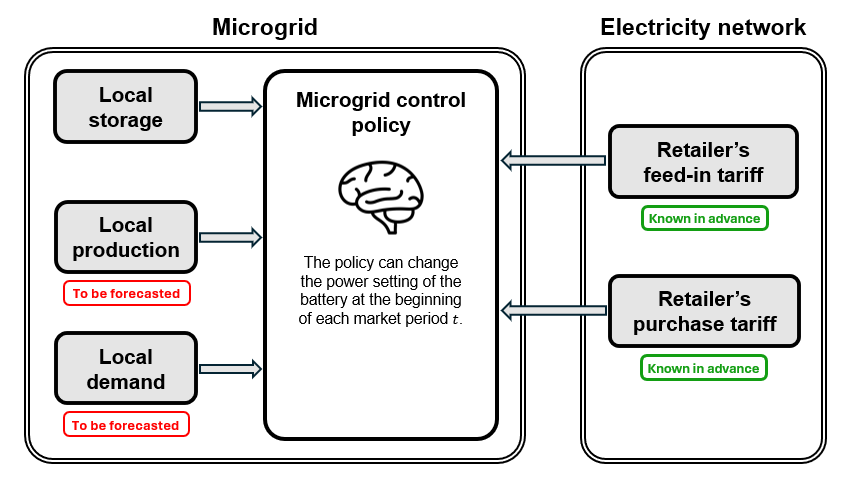 Microgrid
Electricity network
Local
storage
Local
production
To be forecasted
Local
demand
To be forecasted
Microgrid control
policy
The policy can change
the power setting of the
battery at the beginning
of each market period t.
Retailer’s
feed-in tariff
Known in advance
Retailer’s
purchase tariff
Known in advance